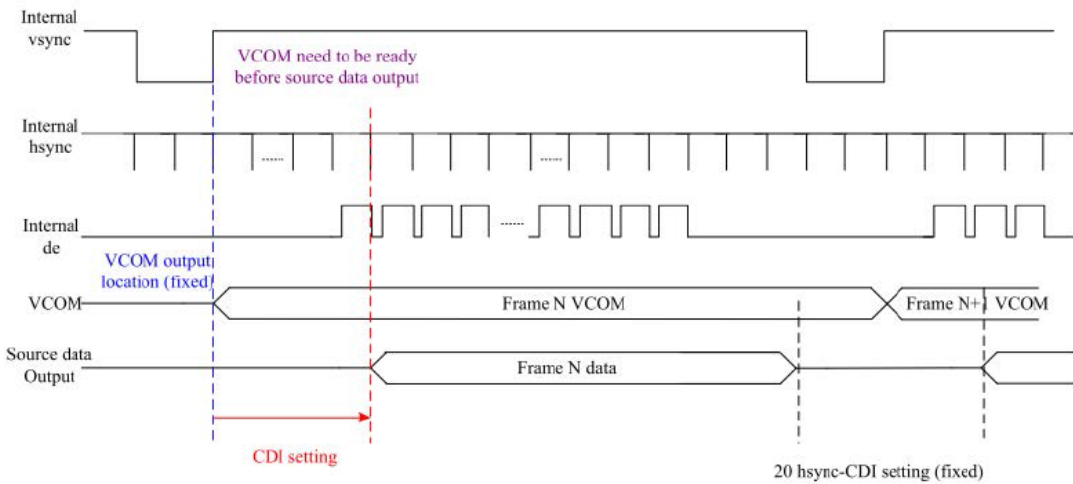 Internal
vsync
VCOM need to be ready
before source data output
Internal
hsync
......
......
Internal
de
......
VCOM output
location (fixed)
VCOM
Frame N VCOM
Frame N+1 VCOM
Source data
Output
Frame N data
CDI setting
20 hsync-CDI setting (fixed)